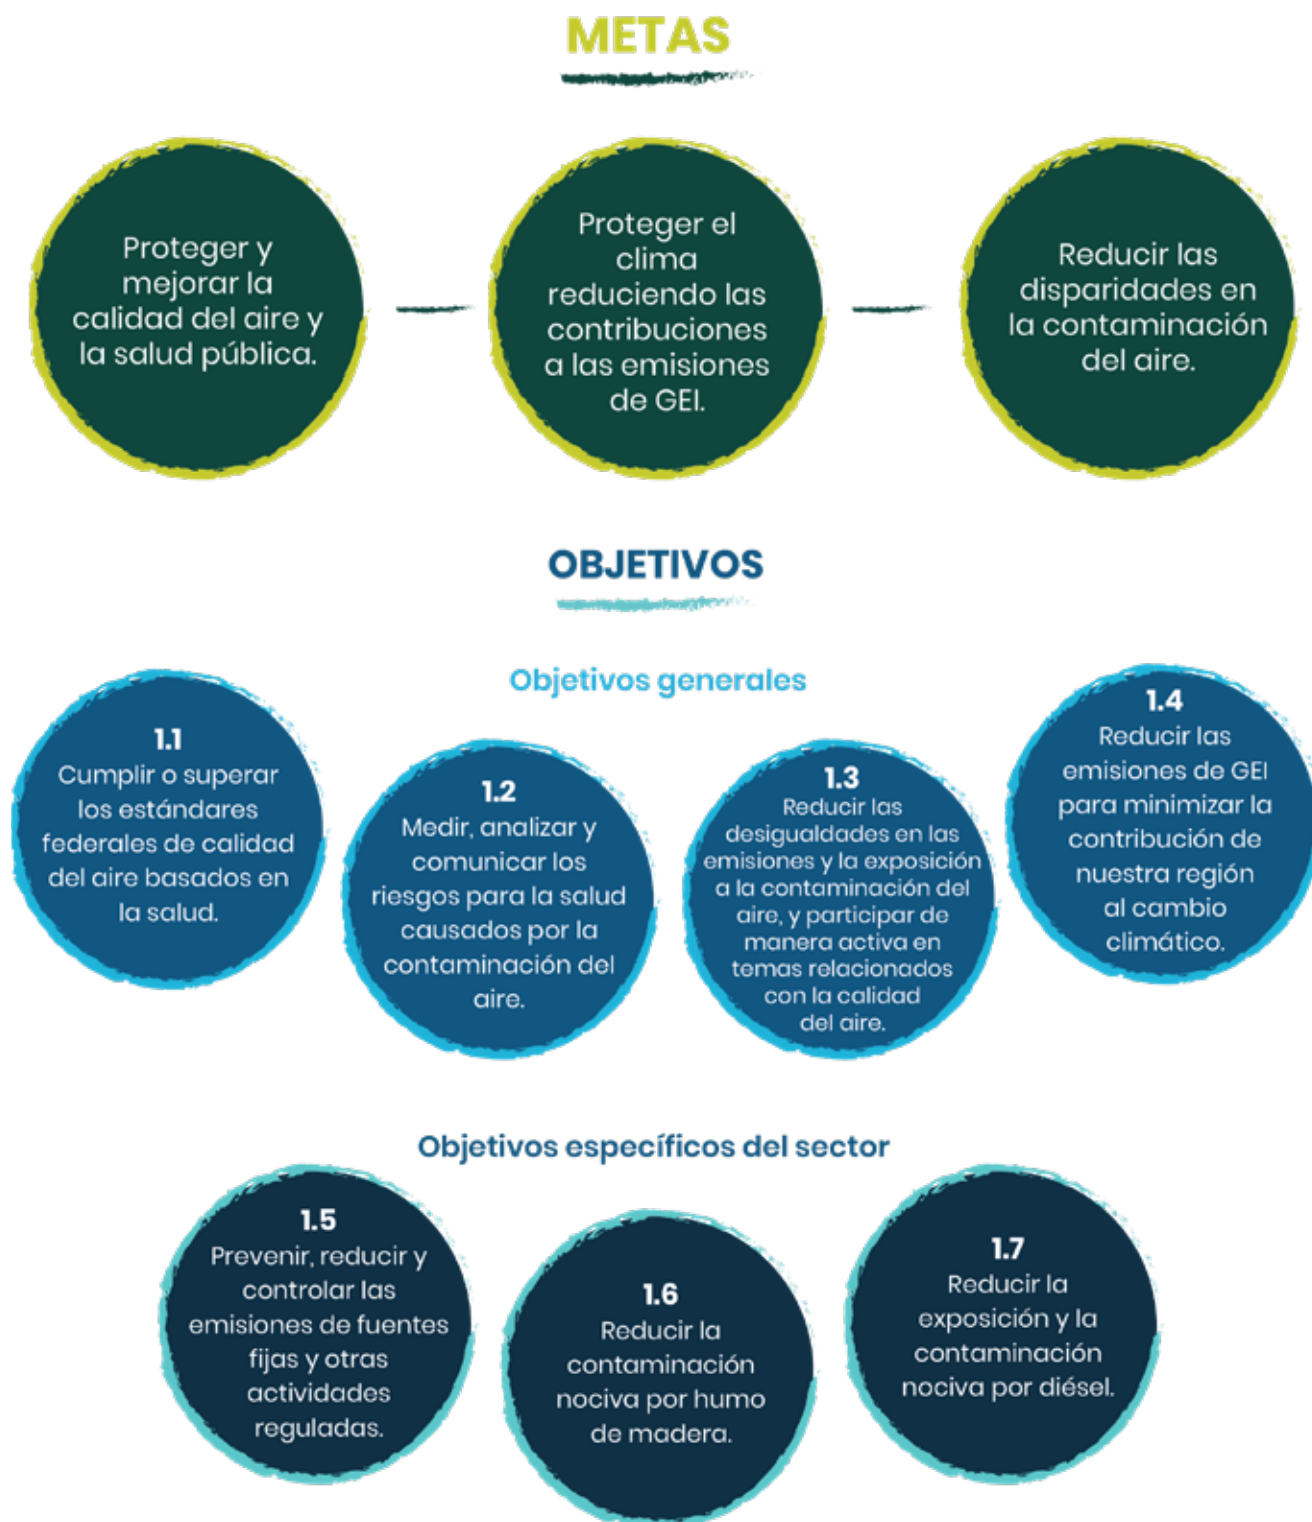 METAS
Proteger y
mejorar la
calidad del aire y
la salud pública.
Proteger el
clima
reduciendo las
contribuciones
a las emisiones
de GEI.
Reducir las
disparidades en
la contaminación
del aire.
OBJETIVOS
Objetivos generales
1.1
Cumplir o superar
los estándares
federales de calidad
del aire basados en
la salud.
1.2
Medir, analizar y
comunicar los
riesgos para la salud
causados por la
contaminación del
aire.
1.3
Reducir las
desigualdades en las
emisiones y la exposición
a la contaminación del
aire, y participar de
manera activa en
temas relacionados
con la calidad
del aire.
1.4
Reducir las
emisiones de GEI
para minimizar la
contribución de
nuestra región
al cambio
climático.
Objetivos específicos del sector
1.5
Prevenir, reducir y
controlar las
emisiones de fuentes
fijas y otras
actividades
reguladas.
1.6
Reducir la
contaminación
nociva por humo
de madera.
1.7
Reducir la
exposición y la
contaminación
nociva por diésel.